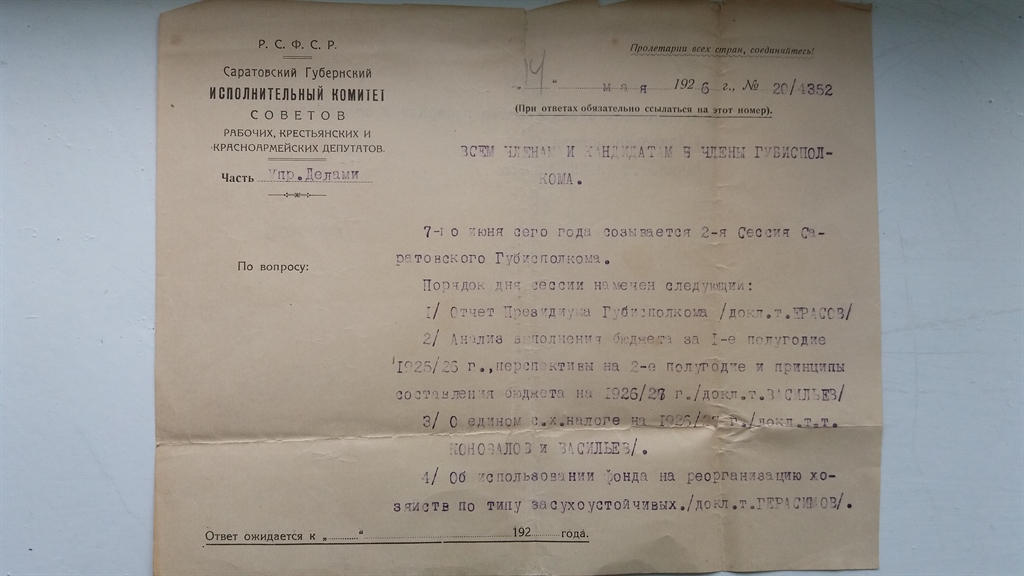 Р. С. Ф. С. Р.
Саратовский Губернский
ИСПОЛНИТЕЛЬНЫЙ КОМИТЕТ
СОВЕТОВ
РАБОЧИХ, КРЕСТЬЯНСКИХ И
КРАСНОАРМЕЙСКИХ ДЕПУТАТОВ.
Часть Упр.Делами
По вопросу:
Пролетарии всех стран, соединяйтесь!
14 " мая 1926 г., № 20/4352
(При ответах обязательно ссылаться на этот номер).
ВСЕМ ЧЛЕНАМ И КАНДИДАТАМ В ЧЛЕНЫ ГУБИСПОЛ-
КОМА.
7-го июня сего года созывается 2-я Сессия Са-
ратовского Губисполкома.
Порядок дня сессии намечен следующий:
1/ Отчет Президиума Губисполкома /докл.т.ЕРАСОВ/
2/ Анализ выполнения бюджета за I-е полугодие
1925/26 г.,перспективы на 2-е полугодие и принципы
составления бюджета на 1926/27 г./докл.т.ВАСИЛЬЕВ/
3/ О едином с.х.налоге на 1926/27 г./докл.т.т.
КОНОВАЛОВ и ВАСИЛЬЕВ/.
4/ Об использовании фонда на реорганизацию хо-
зяйств по типу засухоустойчивых./докл.т.ГЕРАСИМОВ/.
Ответ ожидается к „ ........ “ 192 года.